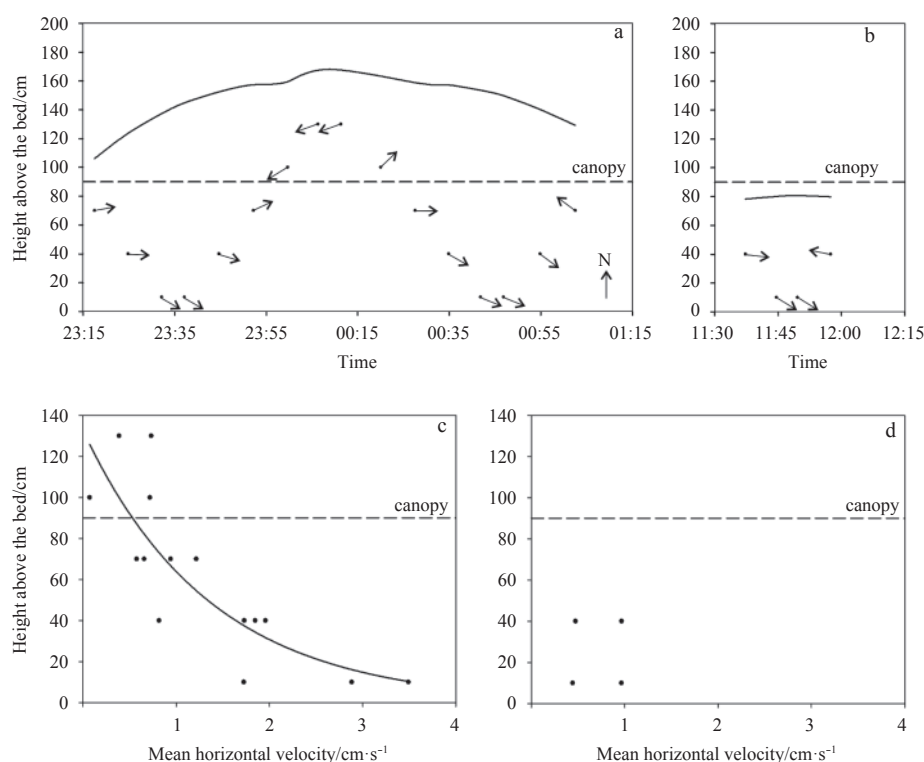 a
200
180
160
140
120
100
80
60
40
20
0
Height above the bed/cm
canopy
N
23:15 23:35 23:55 00:15 00:35 00:55 01:15
Time
b
200
180
160
140
120
100
80
60
40
20
0
canopy
11:30 11:45 12:00 12:15
Time
c
140
120
100
80
60
40
20
0
Height above the bed/cm
canopy
1 2 3 4
Mean horizontal velocity/cm·s⁻¹
d
140
120
100
80
60
40
20
0
canopy
1 2 3 4
Mean horizontal velocity/cm·s⁻¹